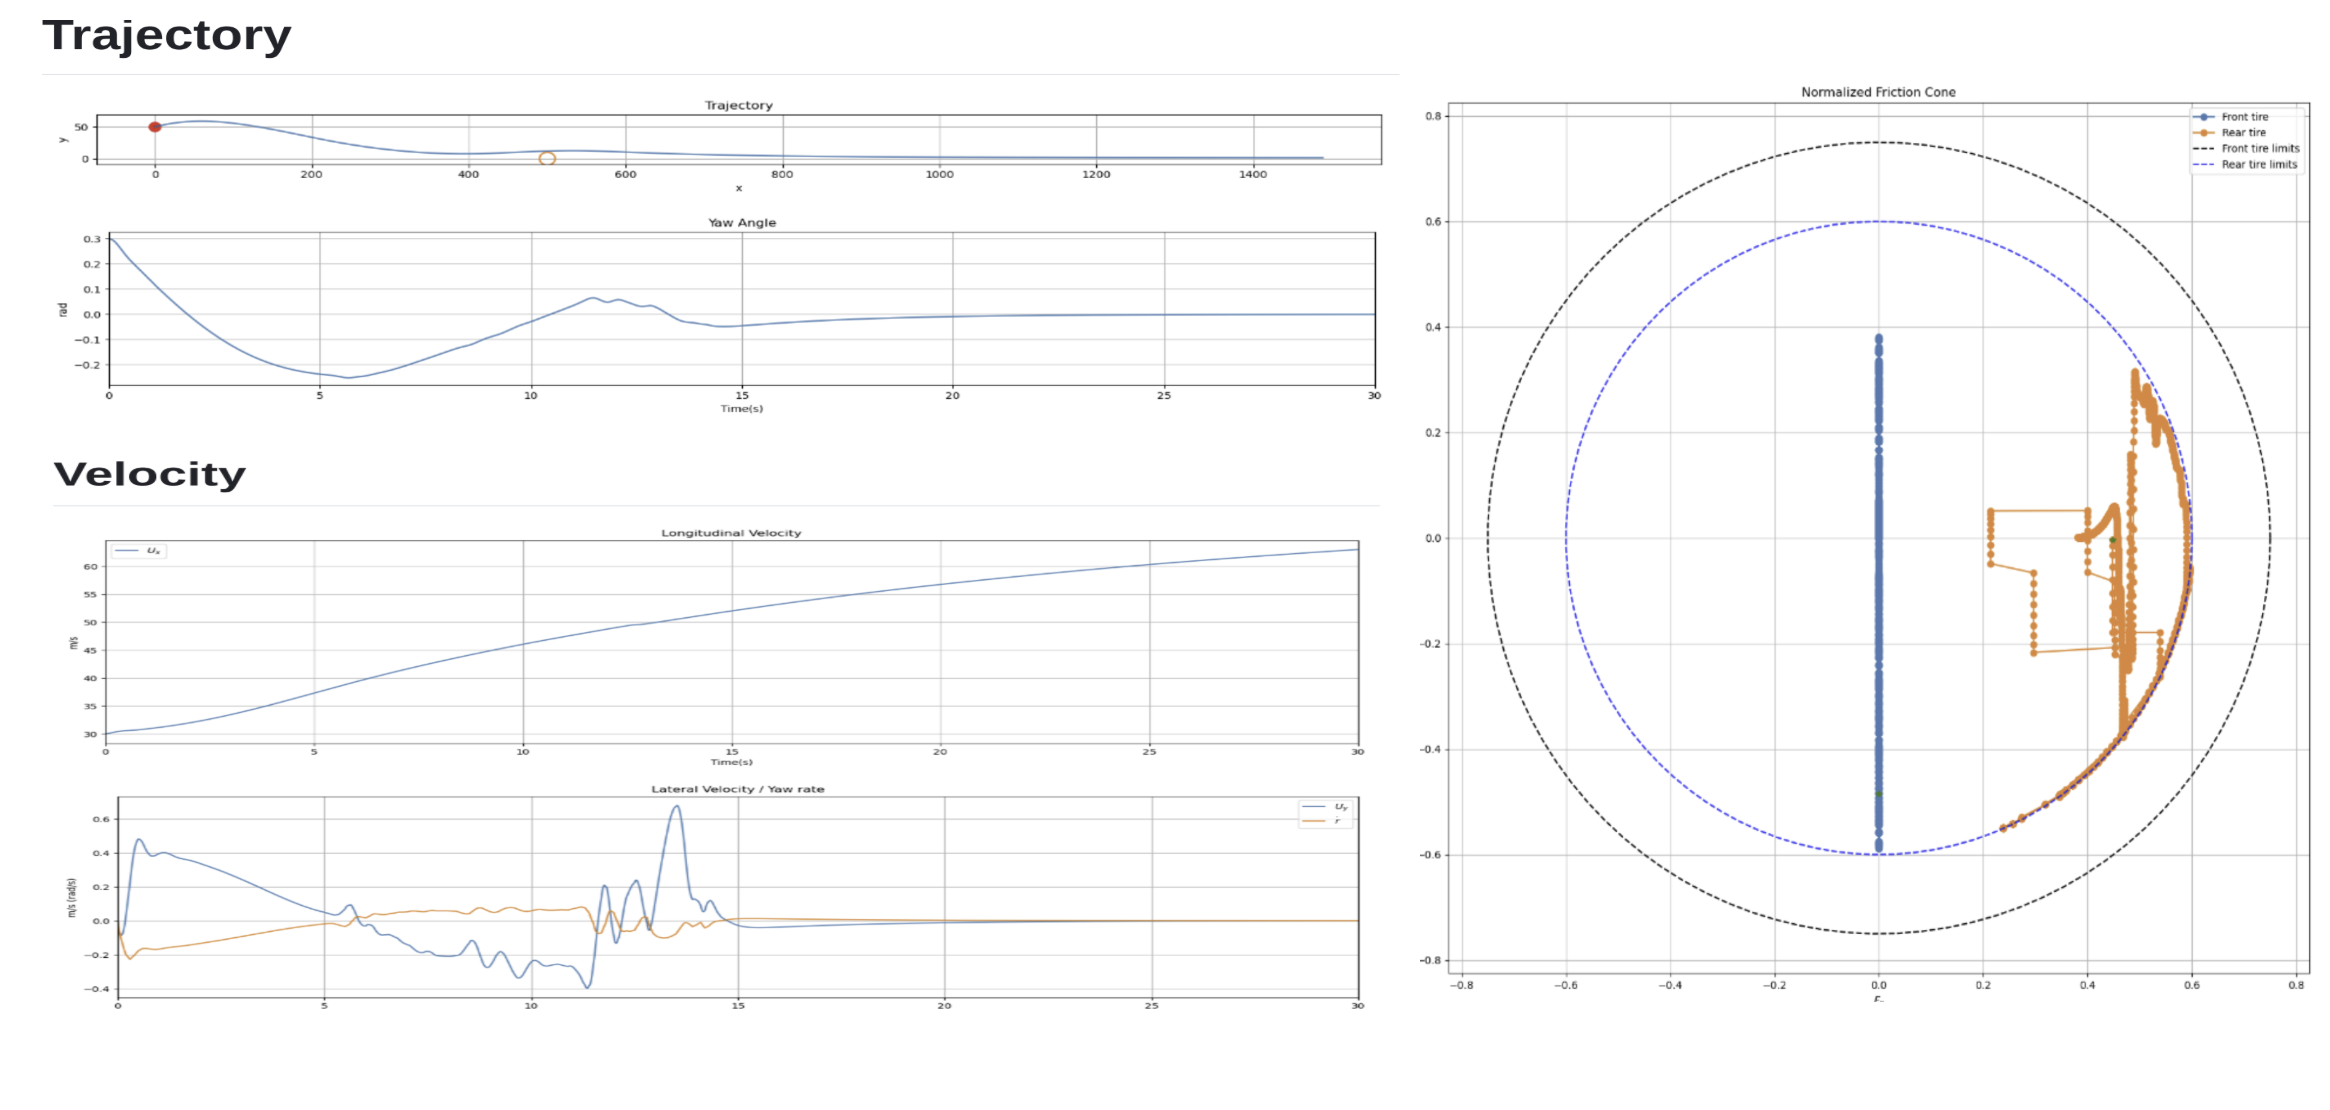 Trajectory
Trajectory
50
0
y
0 200 400 600 800 1000 1200 1400
x
Yaw Angle
0.3
0.2
0.1
0.0
−0.1
−0.2
rad
0 5 10 15 20 25 30
Time(s)
Velocity
Longitudinal Velocity
Ux
60
55
50
45
40
35
30
m/s
0 5 10 15 20 25 30
Time(s)
Lateral Velocity / Yaw rate
Uy
r
0.6
0.4
0.2
0.0
−0.2
−0.4
m/s (rad/s)
0 5 10 15 20 25 30
Normalized Friction Cone
Front tire
Rear tire
Front tire limits
Rear tire limits
0.8
0.6
0.4
0.2
0.0
−0.2
−0.4
−0.6
−0.8
−0.8 −0.6 −0.4 −0.2 0.0 0.2 0.4 0.6 0.8